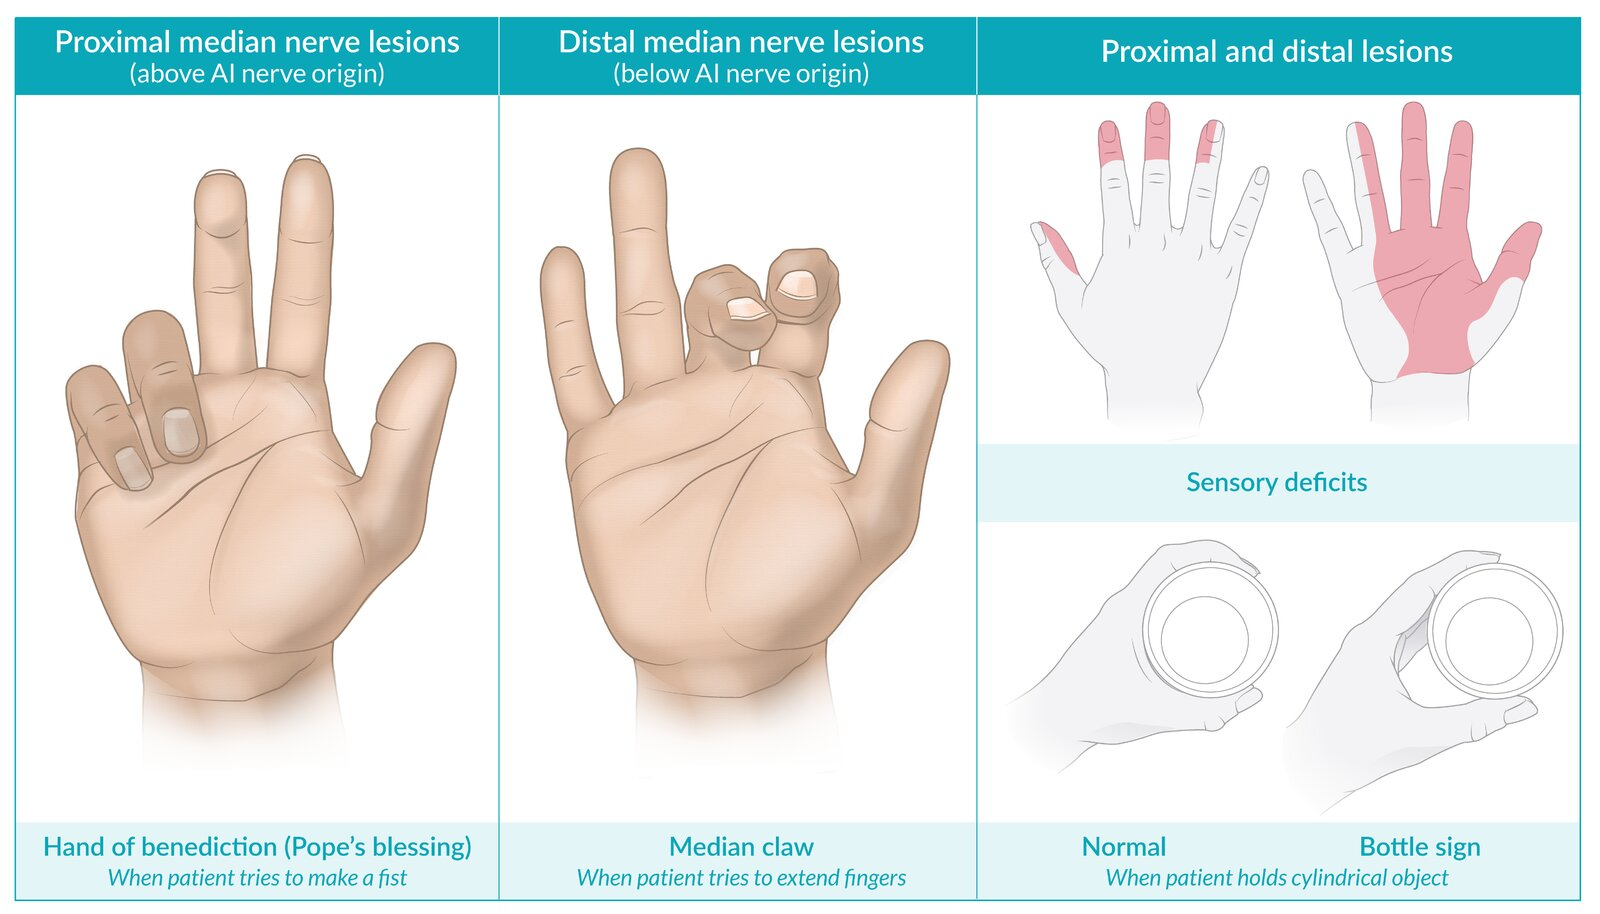 Proximal median nerve lesions
(above AI nerve origin)
Distal median nerve lesions
(below AI nerve origin)
Proximal and distal lesions
Sensory deficits
Hand of benediction (Pope’s blessing)
When patient tries to make a fist
Median claw
When patient tries to extend fingers
Normal
Bottle sign
When patient holds cylindrical object